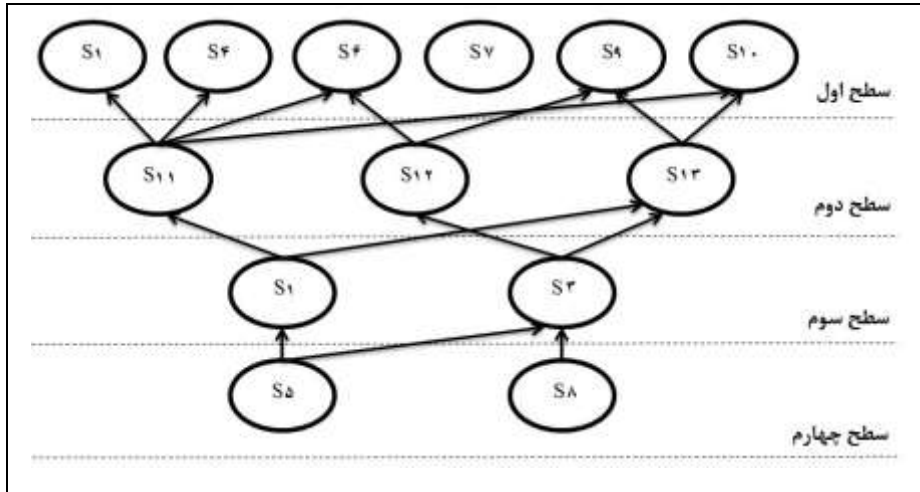 S۱ S۴ S۶ S۷ S۹ S۱۰
سطح اول
S۱۱ S۱۲ S۱۳
سطح دوم
S۱ S۳
سطح سوم
S۵ S۸
سطح چهارم